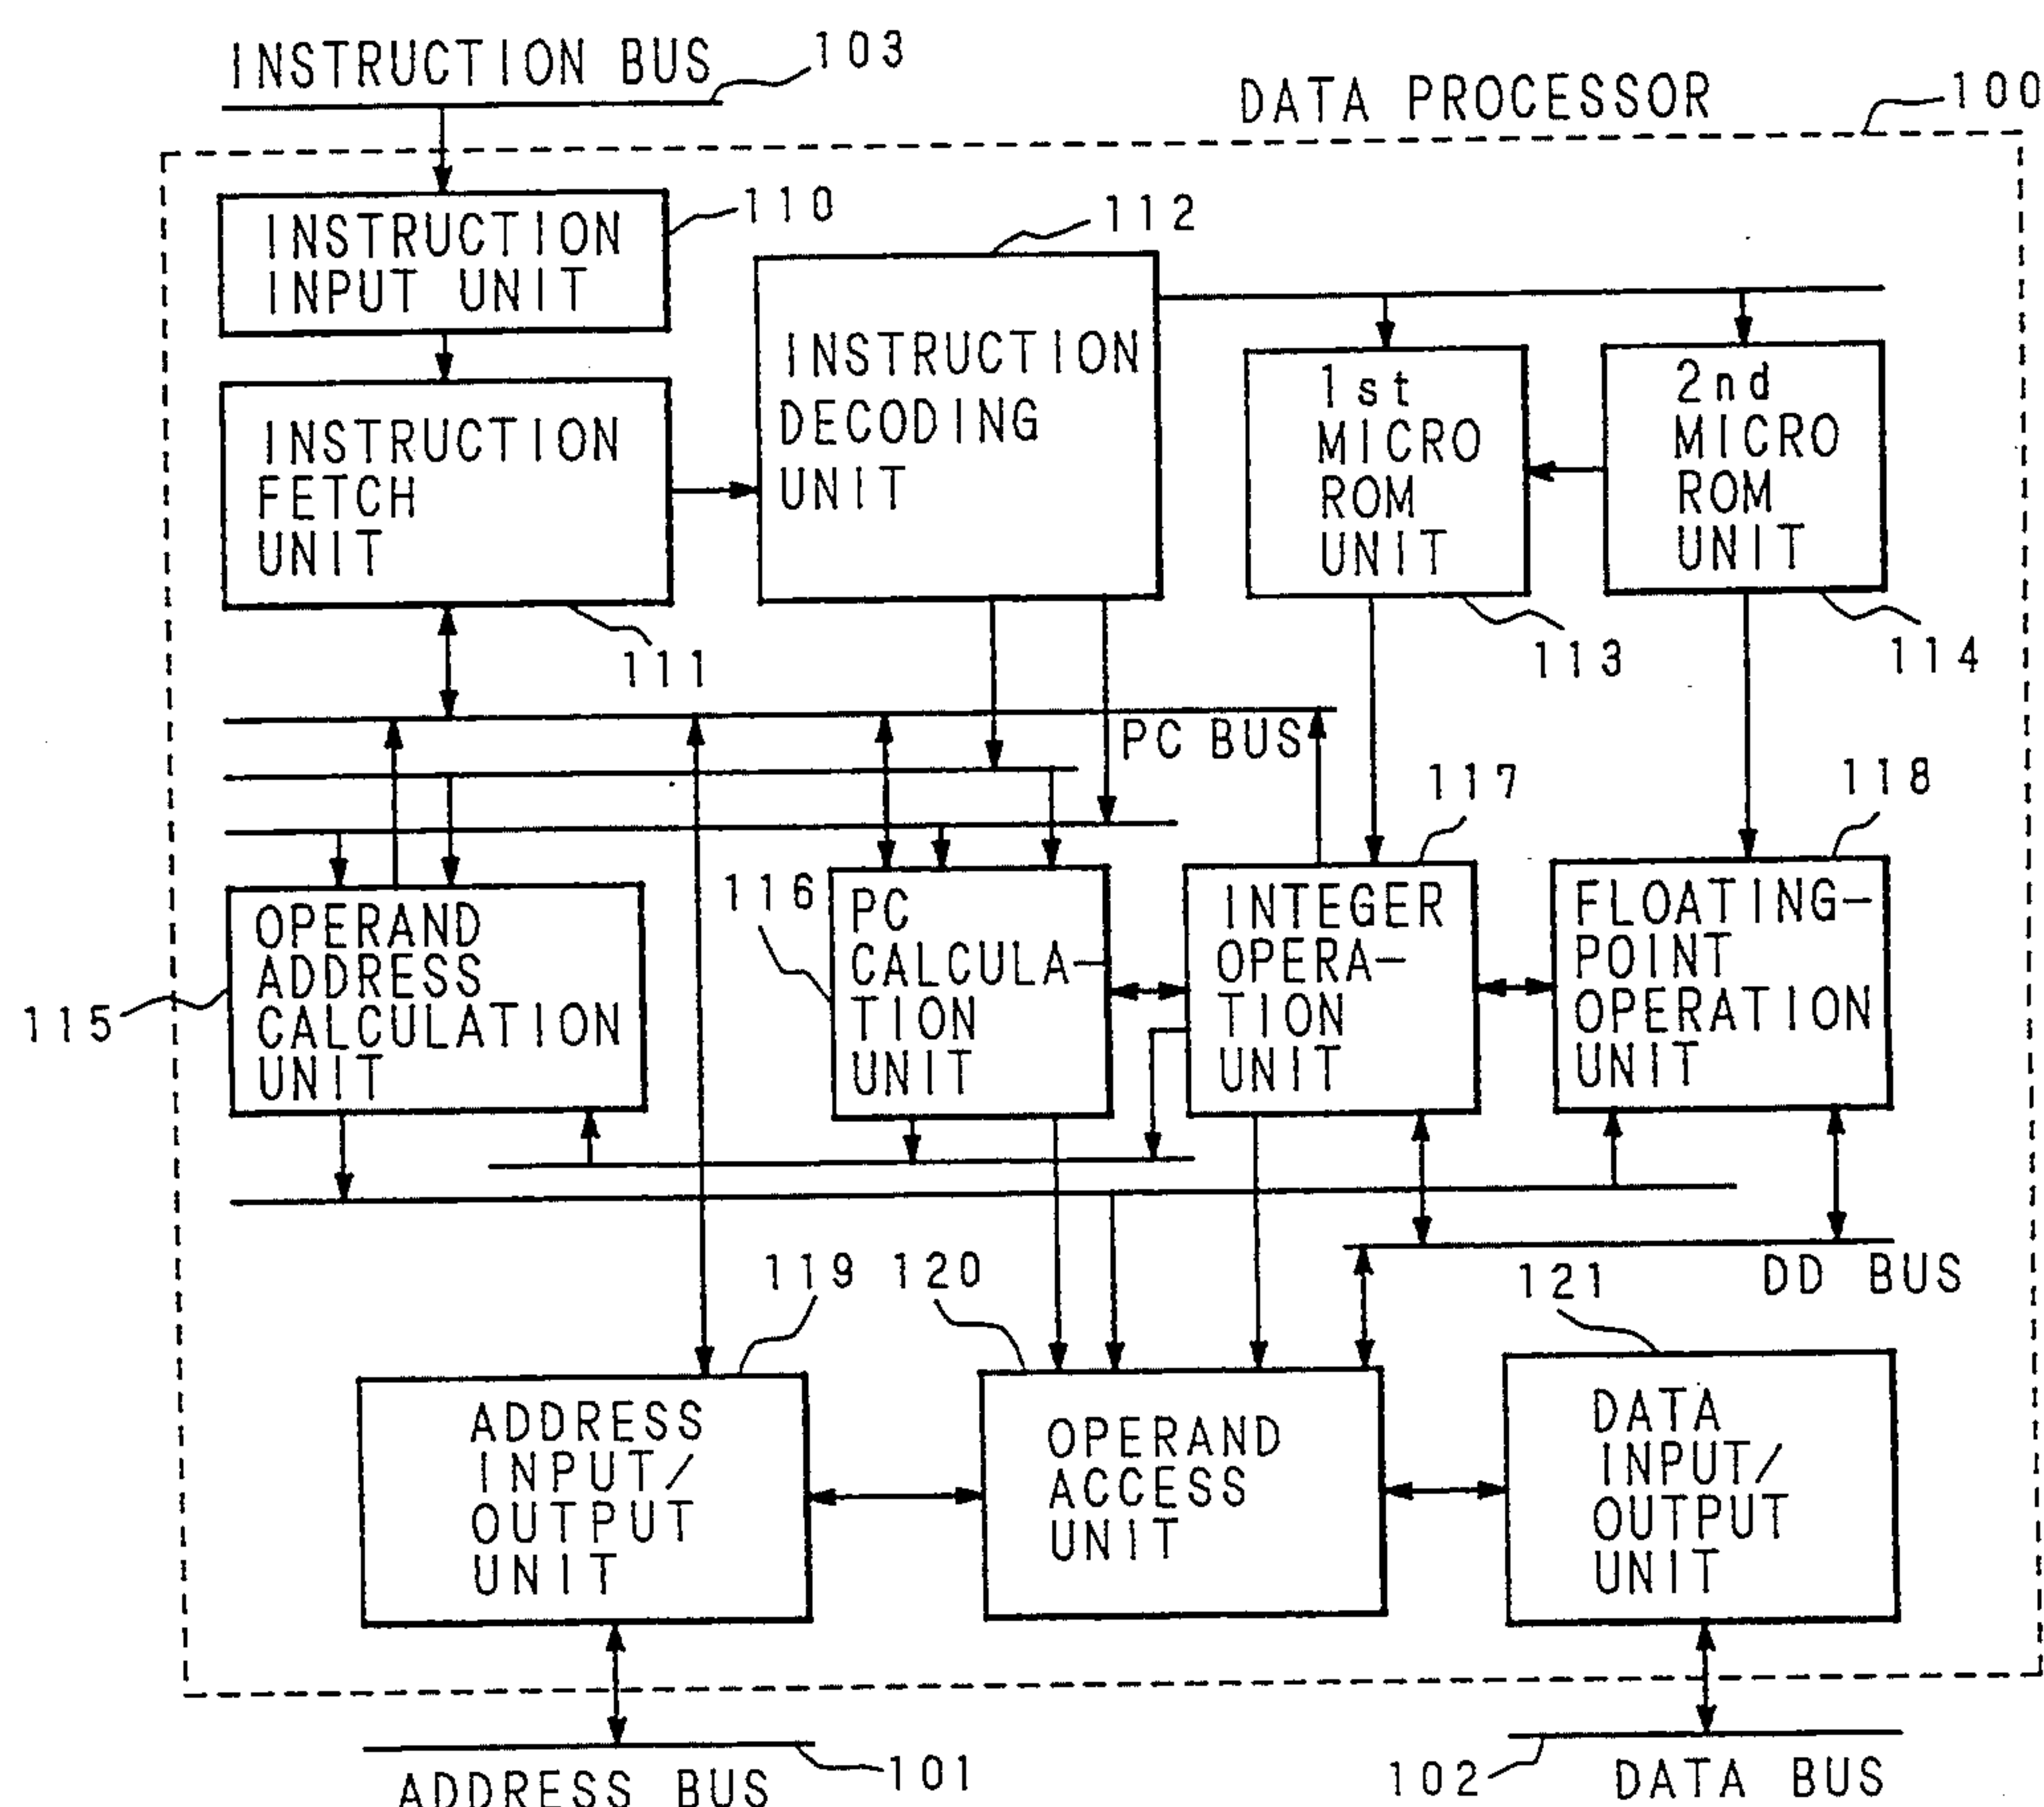 INSTRUCTION BUS
103
DATA PROCESSOR
100
INSTRUCTION
INPUT UNIT
110
112
INSTRUCTION
FETCH
UNIT
111
INSTRUCTION
DECODING
UNIT
1st
MICRO
ROM
UNIT
113
2nd
MICRO
ROM
UNIT
114
PC BUS
117
118
115
OPERAND
ADDRESS
CALCULATION
UNIT
116
PC
CALCULA-
TION
UNIT
INTEGER
OPERA-
TION
UNIT
FLOATING-
POINT
OPERATION
UNIT
DD BUS
119
120
121
ADDRESS
INPUT/
OUTPUT
UNIT
OPERAND
ACCESS
UNIT
DATA
INPUT/
OUTPUT
UNIT
ADDRESS BUS
101
102
DATA BUS